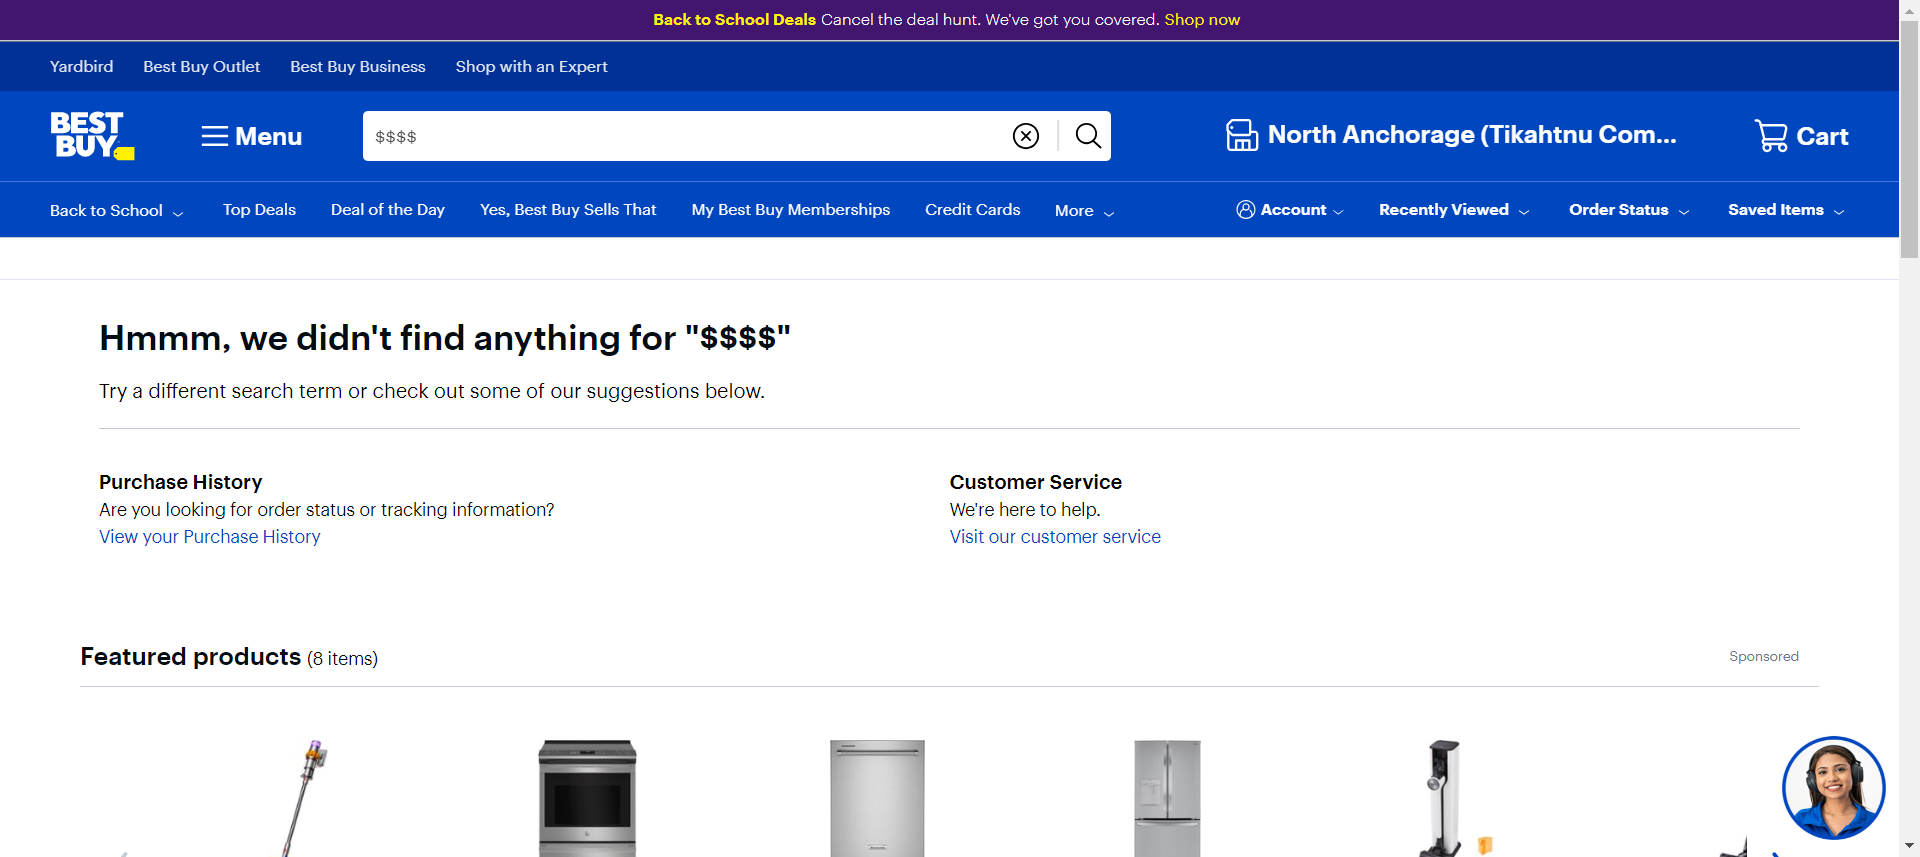 Back to School Deals Cancel the deal hunt. We've got you covered. Shop now
Yardbird Best Buy Outlet Best Buy Business Shop with an Expert
BEST
BUY
Menu
$$$$
North Anchorage (Tikahtnu Com...
Cart
Back to School Top Deals Deal of the Day Yes, Best Buy Sells That My Best Buy Memberships Credit Cards More Account Recently Viewed Order Status Saved Items
Hmmm, we didn't find anything for "$$$$"
Try a different search term or check out some of our suggestions below.
Purchase History
Are you looking for order status or tracking information?
View your Purchase History
Customer Service
We're here to help.
Visit our customer service
Featured products (8 items)
Sponsored